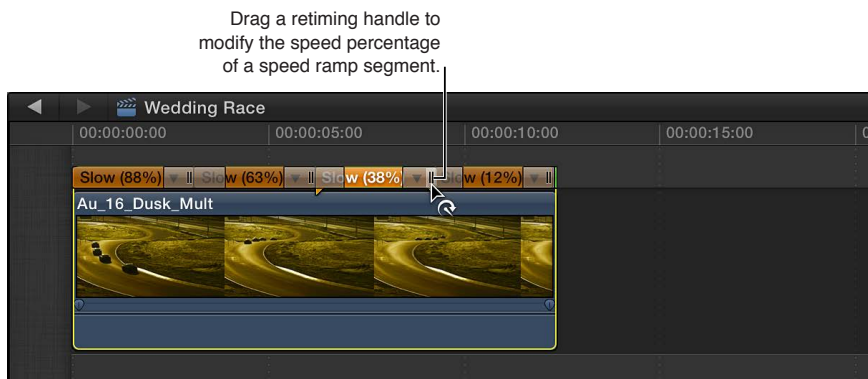 Drag a retiming handle to
modify the speed percentage
of a speed ramp segment.
Wedding Race
00:00:00:00 00:00:05:00 00:00:10:00 00:00:15:00 0
Slow (88%) Slow (63%) Slow (38%) Slow (12%)
Au_16_Dusk_Mult